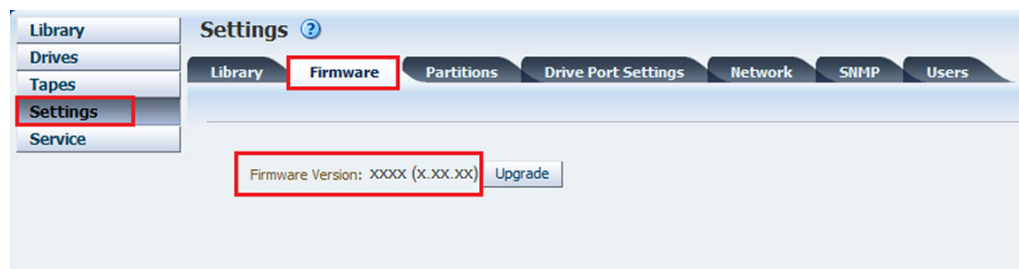 Library
Drives
Tapes
Settings
Service
Settings ?
Library Firmware Partitions Drive Port Settings Network SNMP Users
Firmware Version: XXXX (X.XX.XX) Upgrade